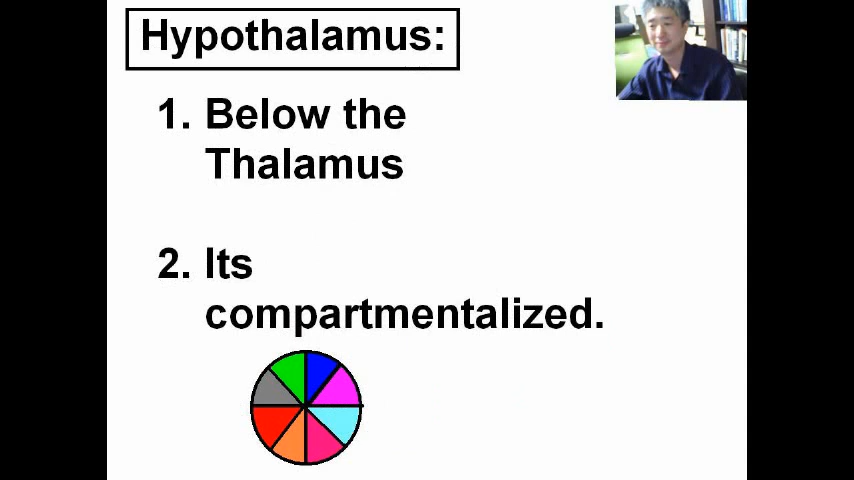 Hypothalamus:
1. Below the
Thalamus
2. Its
compartmentalized.